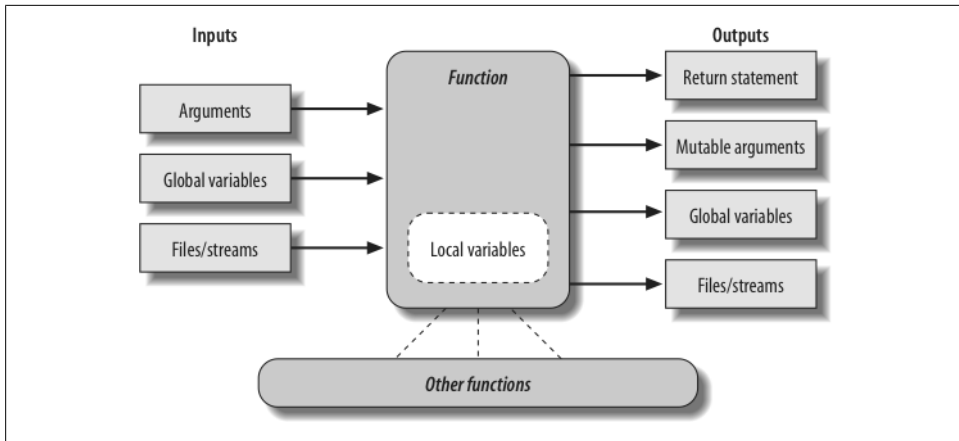 Inputs
Outputs
Function
Arguments
Global variables
Files/streams
Local variables
Return statement
Mutable arguments
Global variables
Files/streams
Other functions